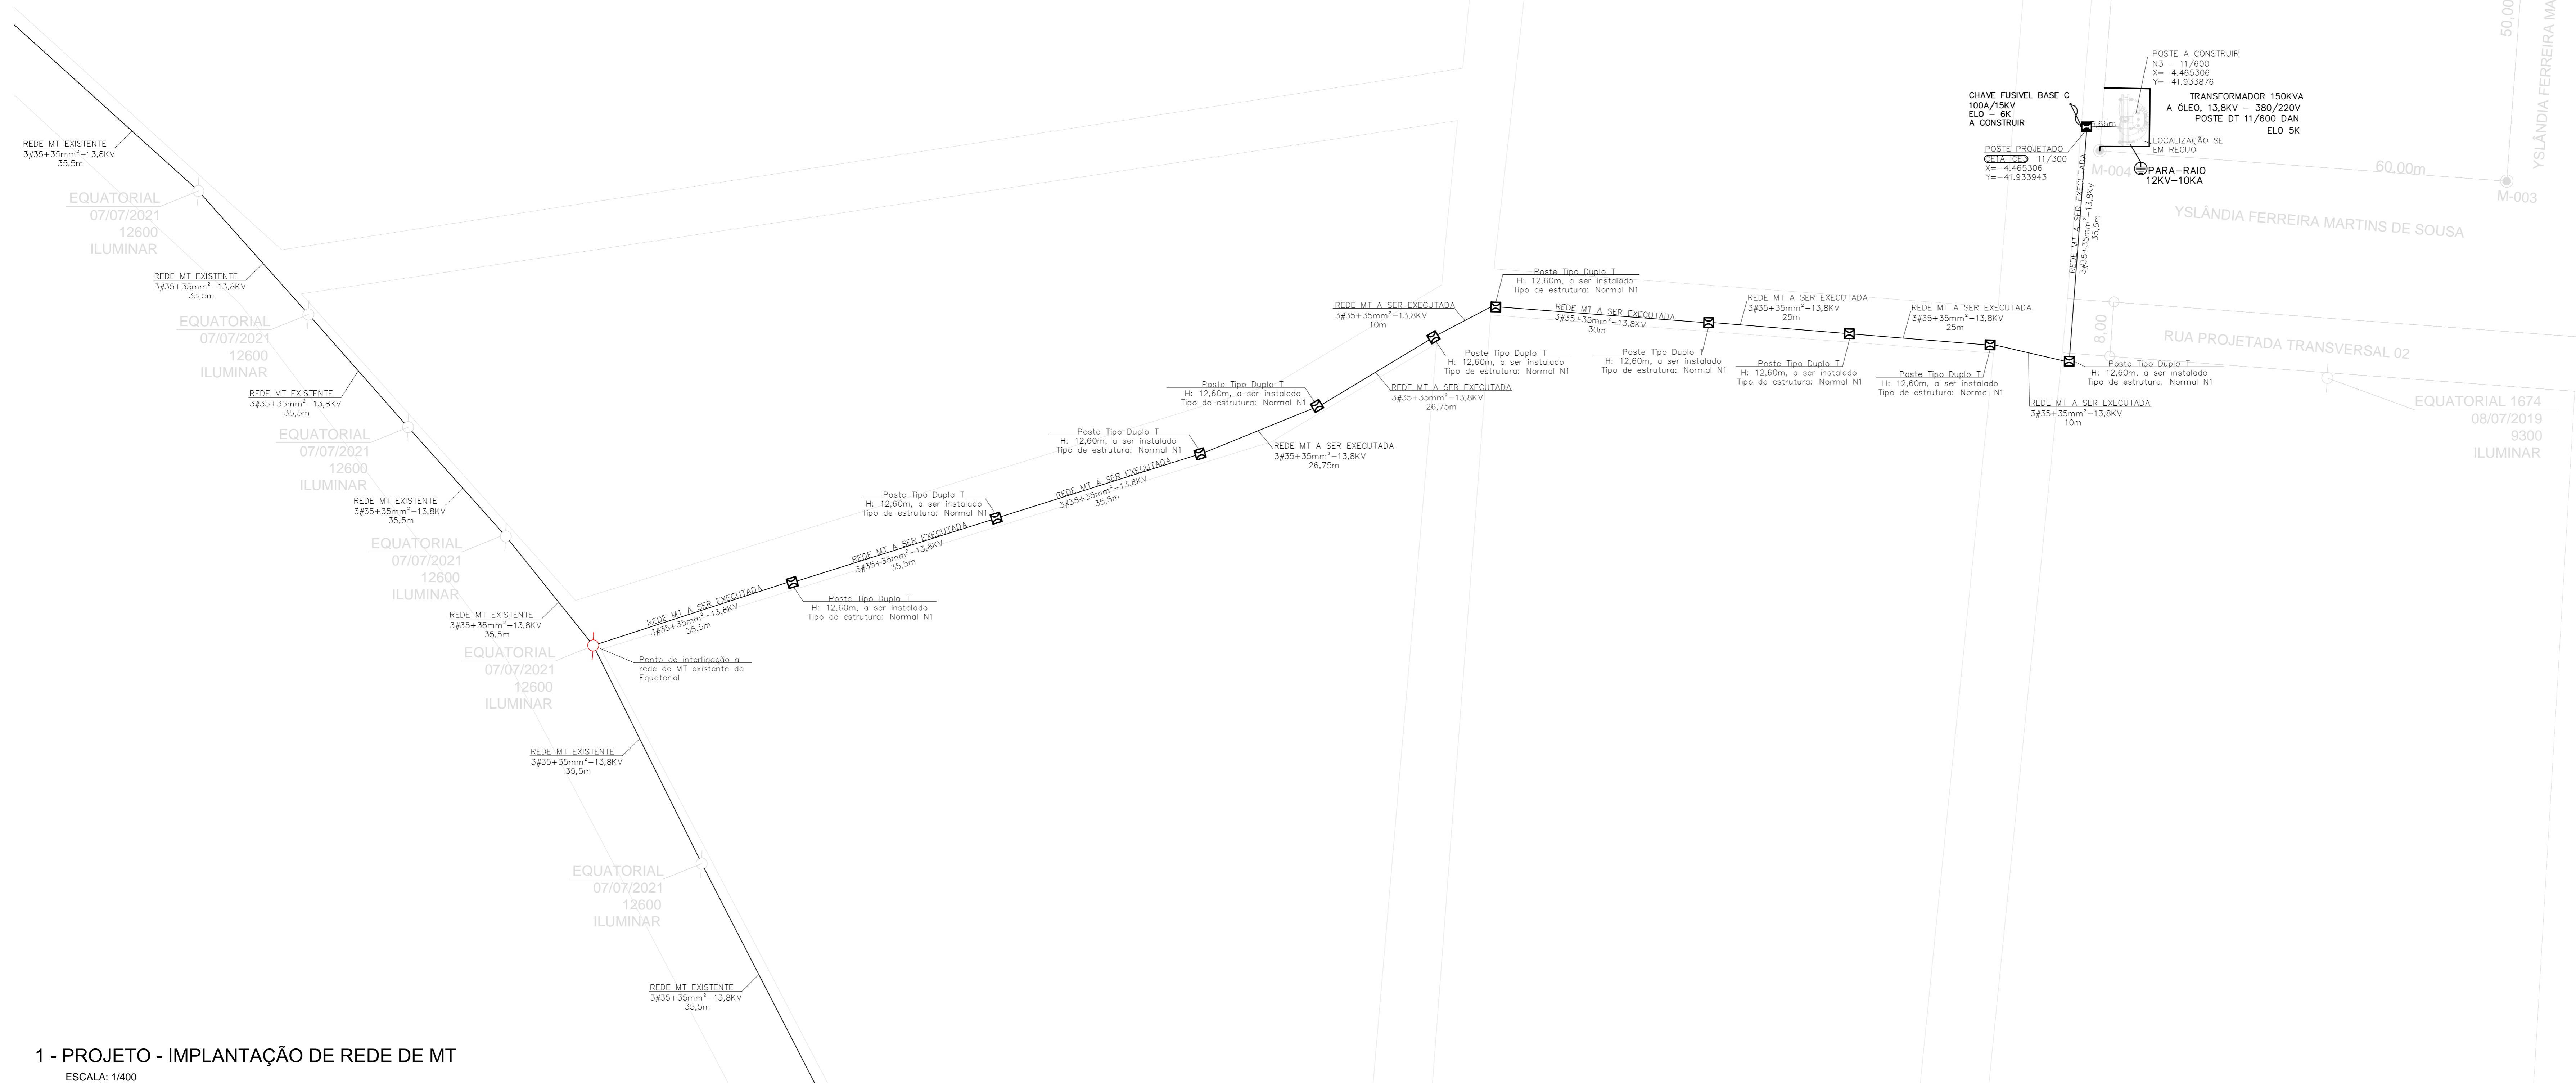 REDE MT EXISTENTE
3#35+35mm²-13,8KV
35,5m
EQUATORIAL
07/07/2021
12600
ILUMINAR
REDE MT EXISTENTE
3#35+35mm²-13,8KV
35,5m
EQUATORIAL
07/07/2021
12600
ILUMINAR
REDE MT EXISTENTE
3#35+35mm²-13,8KV
35,5m
EQUATORIAL
07/07/2021
12600
ILUMINAR
REDE MT EXISTENTE
3#35+35mm²-13,8KV
35,5m
EQUATORIAL
07/07/2021
12600
ILUMINAR
REDE MT EXISTENTE
3#35+35mm²-13,8KV
35,5m
EQUATORIAL
07/07/2021
12600
ILUMINAR
Ponto de interligação a
rede de MT existente da
Equatorial
REDE MT EXISTENTE
3#35+35mm²-13,8KV
35,5m
EQUATORIAL
07/07/2021
12600
ILUMINAR
REDE MT EXISTENTE
3#35+35mm²-13,8KV
35,5m
REDE MT A SER EXECUTADA
3#35+35mm²-13,8KV
35,5m
Poste Tipo Duplo T
H: 12,60m, a ser instalado
Tipo de estrutura: Normal N1
REDE MT A SER EXECUTADA
3#35+35mm²-13,8KV
35,5m
Poste Tipo Duplo T
H: 12,60m, a ser instalado
Tipo de estrutura: Normal N1
REDE MT A SER EXECUTADA
3#35+35mm²-13,8KV
35,5m
Poste Tipo Duplo T
H: 12,60m, a ser instalado
Tipo de estrutura: Normal N1
REDE MT A SER EXECUTADA
3#35+35mm²-13,8KV
26,75m
Poste Tipo Duplo T
H: 12,60m, a ser instalado
Tipo de estrutura: Normal N1
REDE MT A SER EXECUTADA
3#35+35mm²-13,8KV
26,75m
Poste Tipo Duplo T
H: 12,60m, a ser instalado
Tipo de estrutura: Normal N1
REDE MT A SER EXECUTADA
3#35+35mm²-13,8KV
10m
Poste Tipo Duplo T
H: 12,60m, a ser instalado
Tipo de estrutura: Normal N1
REDE MT A SER EXECUTADA
3#35+35mm²-13,8KV
30m
Poste Tipo Duplo T
H: 12,60m, a ser instalado
Tipo de estrutura: Normal N1
REDE MT A SER EXECUTADA
3#35+35mm²-13,8KV
25m
Poste Tipo Duplo T
H: 12,60m, a ser instalado
Tipo de estrutura: Normal N1
REDE MT A SER EXECUTADA
3#35+35mm²-13,8KV
25m
Poste Tipo Duplo T
H: 12,60m, a ser instalado
Tipo de estrutura: Normal N1
REDE MT A SER EXECUTADA
3#35+35mm²-13,8KV
10m
Poste Tipo Duplo T
H: 12,60m, a ser instalado
Tipo de estrutura: Normal N1
REDE MT A SER EXECUTADA
3#35+35mm²-13,8KV
35,5m
CHAVE FUSIVEL BASE C
100A/15KV
ELO - 6K
A CONSTRUIR
POSTE PROJETADO
CE1A-CE3 11/300
X=-4.465306
Y=-41.933943
5,66m
POSTE A CONSTRUIR
N3 - 11/600
X=-4.465306
Y=-41.933876
TRANSFORMADOR 150KVA
A ÓLEO, 13,8KV - 380/220V
POSTE DT 11/600 DAN
ELO 5K
LOCALIZAÇÃO SE
EM RECUO
PARA-RAIO
12KV-10KA
M-004
60,00m
M-003
50,00
YSLÂNDIA FERREIRA MA
YSLÂNDIA FERREIRA MARTINS DE SOUSA
8,00
RUA PROJETADA TRANSVERSAL 02
EQUATORIAL 1674
08/07/2019
9300
ILUMINAR
1 - PROJETO - IMPLANTAÇÃO DE REDE DE MT
ESCALA: 1/400